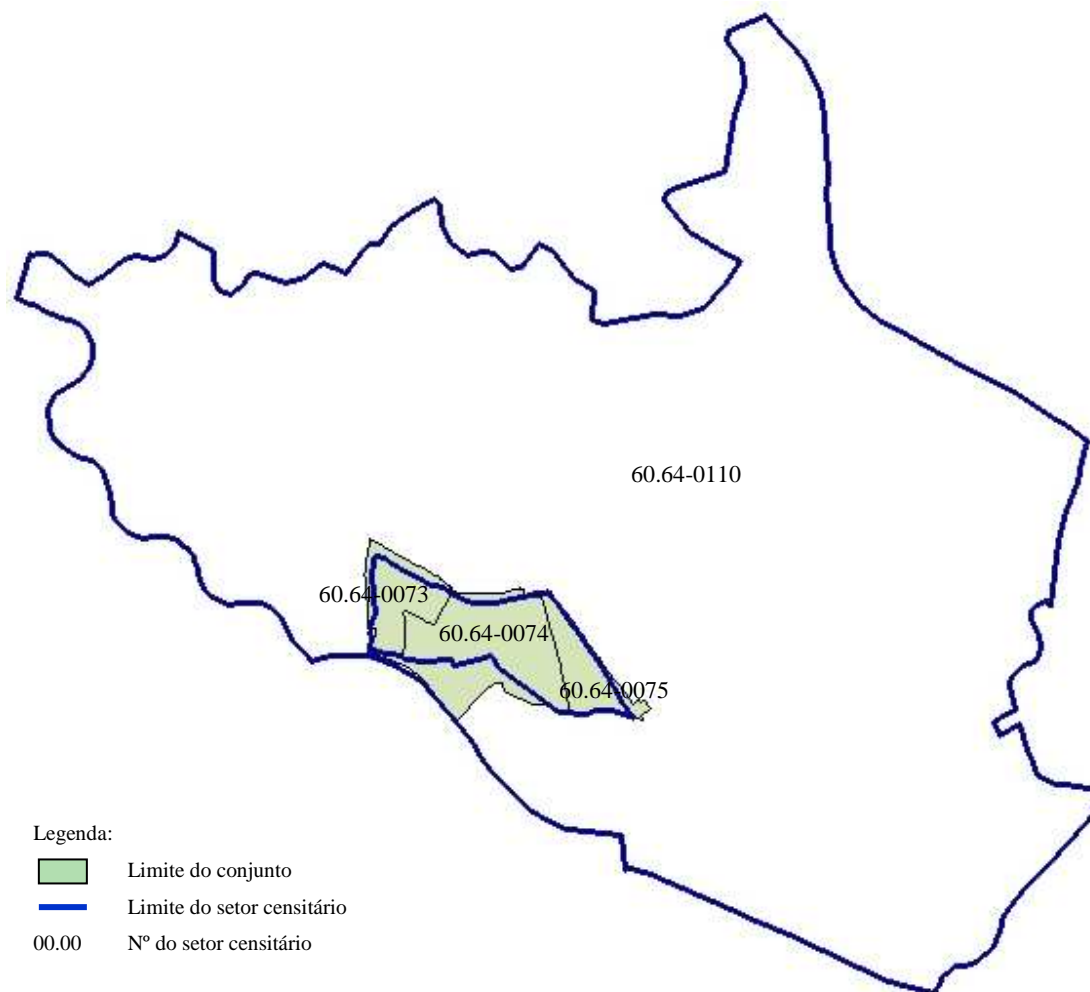 60.64-0110
60.64-0073
60.64-0074
60.64-0075
Legenda:
Limite do conjunto
Limite do setor censitário
00.00 Nº do setor censitário